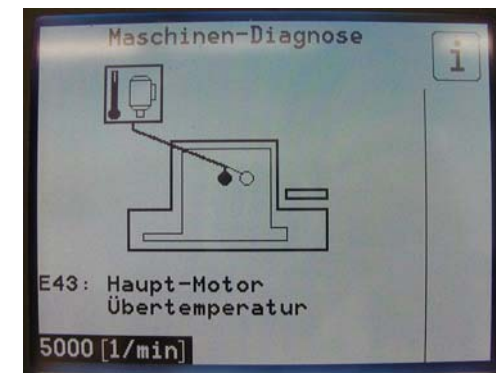 Maschinen-Diagnose
i
E43: Haupt-Motor
Übertemperatur
5000 [1/min]